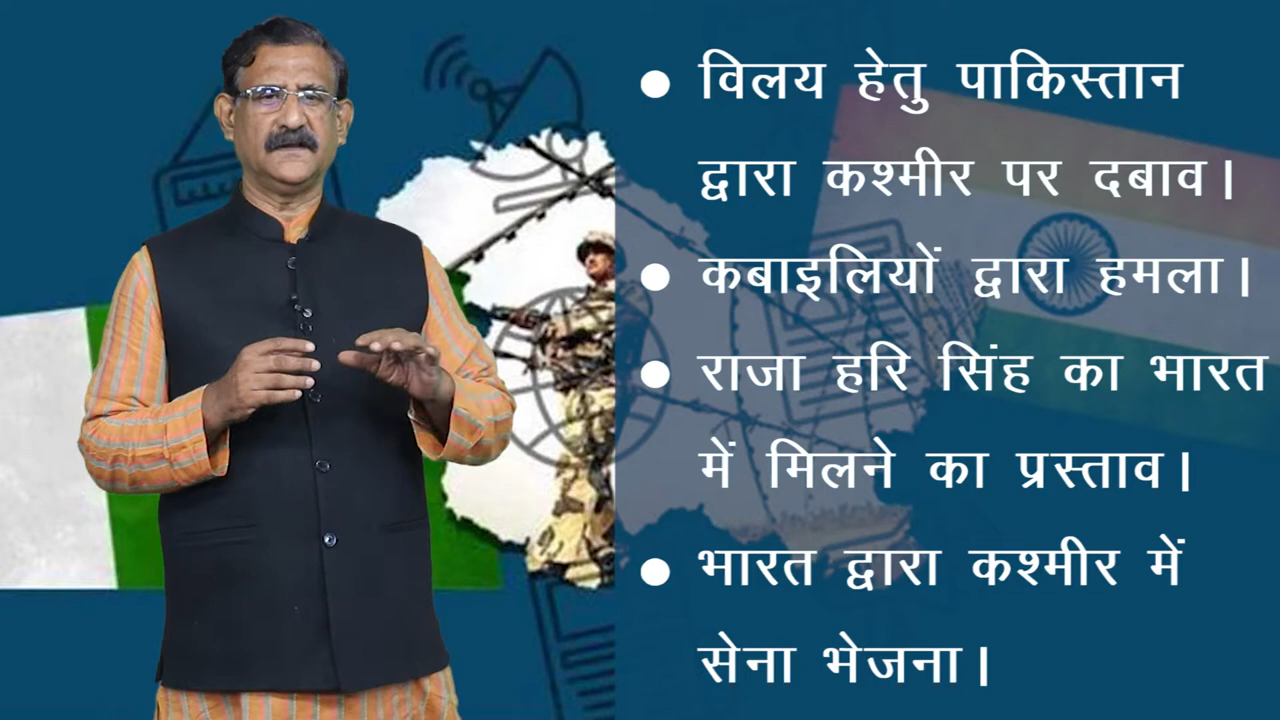 • विलय हेतु पाकिस्तान
द्वारा कश्मीर पर दबाव।
• कबाइलियों द्वारा हमला।
• राजा हरि सिंह का भारत
में मिलने का प्रस्ताव।
• भारत द्वारा कश्मीर में
सेना भेजना।